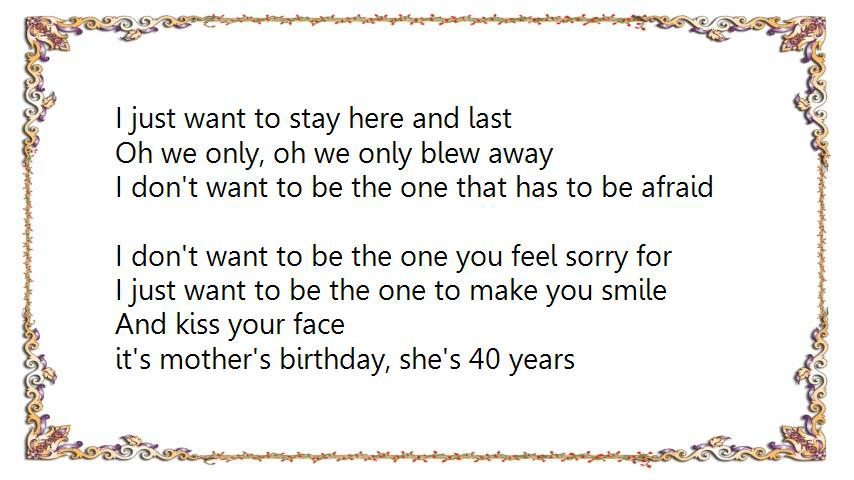 I just want to stay here and last
Oh we only, oh we only blew away
I don't want to be the one that has to be afraid
I don't want to be the one you feel sorry for
I just want to be the one to make you smile
And kiss your face
it's mother's birthday, she's 40 years